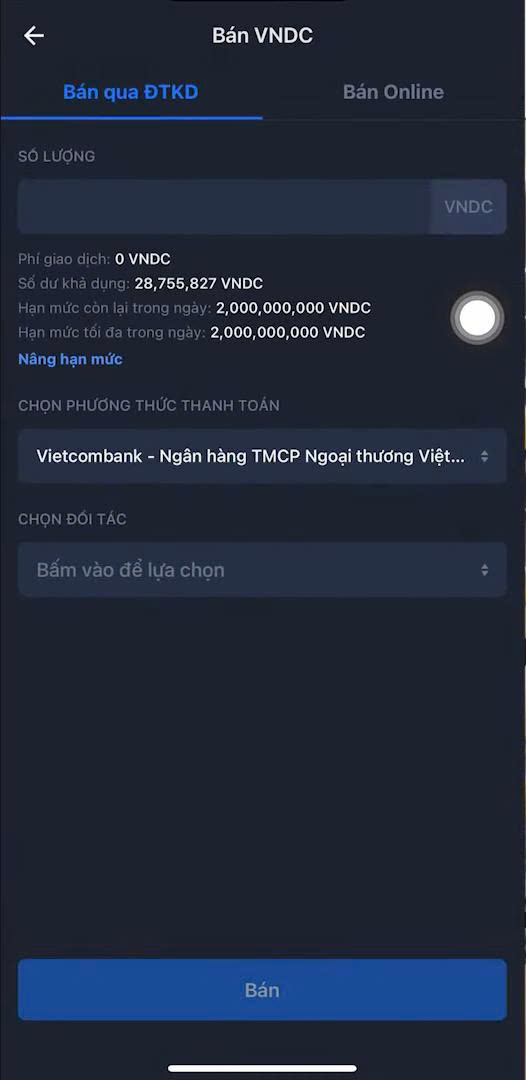 Bán VNDC
Bán qua ĐTKD
Bán Online
SỐ LƯỢNG
VNDC
Phí giao dịch: 0 VNDC
Số dư khả dụng: 28,755,827 VNDC
Hạn mức còn lại trong ngày: 2,000,000,000 VNDC
Hạn mức tối đa trong ngày: 2,000,000,000 VNDC
Nâng hạn mức
CHỌN PHƯƠNG THỨC THANH TOÁN
Vietcombank - Ngân hàng TMCP Ngoại thương Việt...
CHỌN ĐỐI TÁC
Bấm vào để lựa chọn
Bán